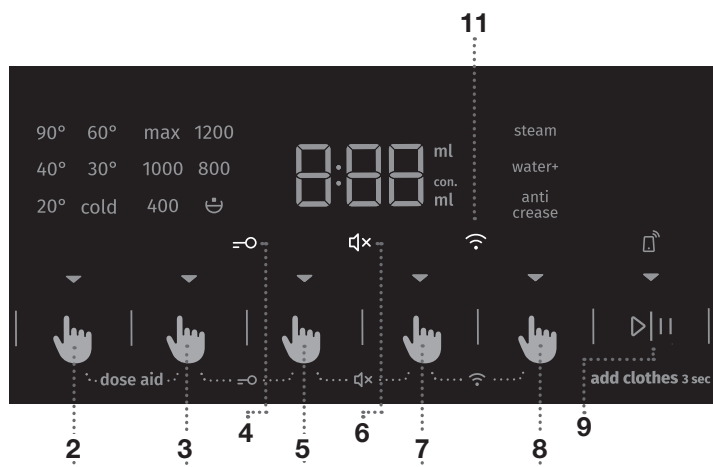 11
90° 60° max 1200
steam
8:88 ml
40° 30° 1000 800
water+
con.
ml
20° cold 400
anti
crease
dose aid
add clothes 3 sec
2 3 4 5 6 7 8 9